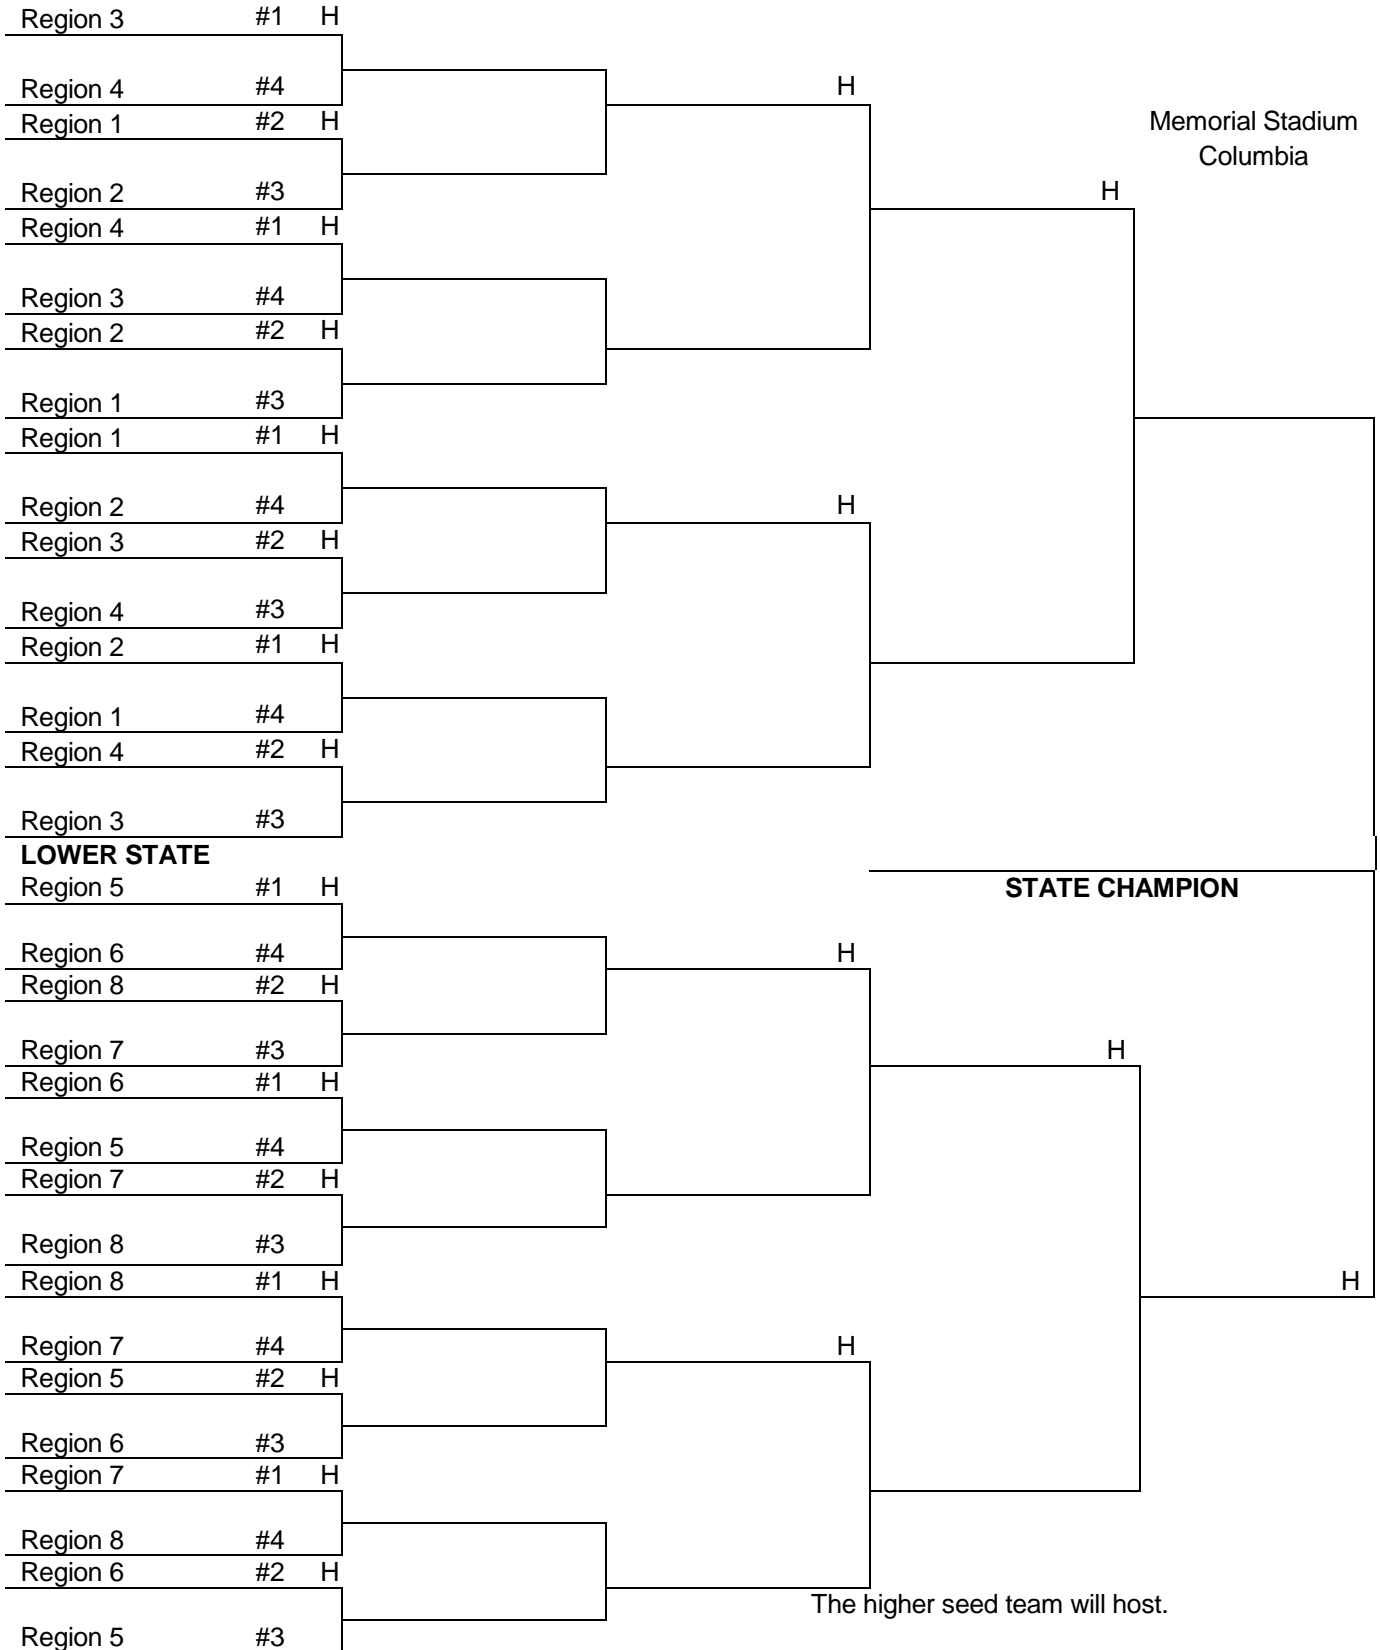 Region 3 #1 H
Region 4 #4 H
Region 1 #2 H Memorial Stadium
Columbia
Region 2 #3 H
Region 4 #1 H
Region 3 #4
Region 2 #2 H
Region 1 #3
Region 1 #1 H
Region 2 #4 H
Region 3 #2 H
Region 4 #3
Region 2 #1 H
Region 1 #4
Region 4 #2 H
Region 3 #3
LOWER STATE
Region 5 #1 H STATE CHAMPION
Region 6 #4 H
Region 8 #2 H
Region 7 #3 H
Region 6 #1 H
Region 5 #4
Region 7 #2 H
Region 8 #3
Region 8 #1 H H
Region 7 #4 H
Region 5 #2 H
Region 6 #3
Region 7 #1 H
Region 8 #4
Region 6 #2 H
The higher seed team will host.
Region 5 #3